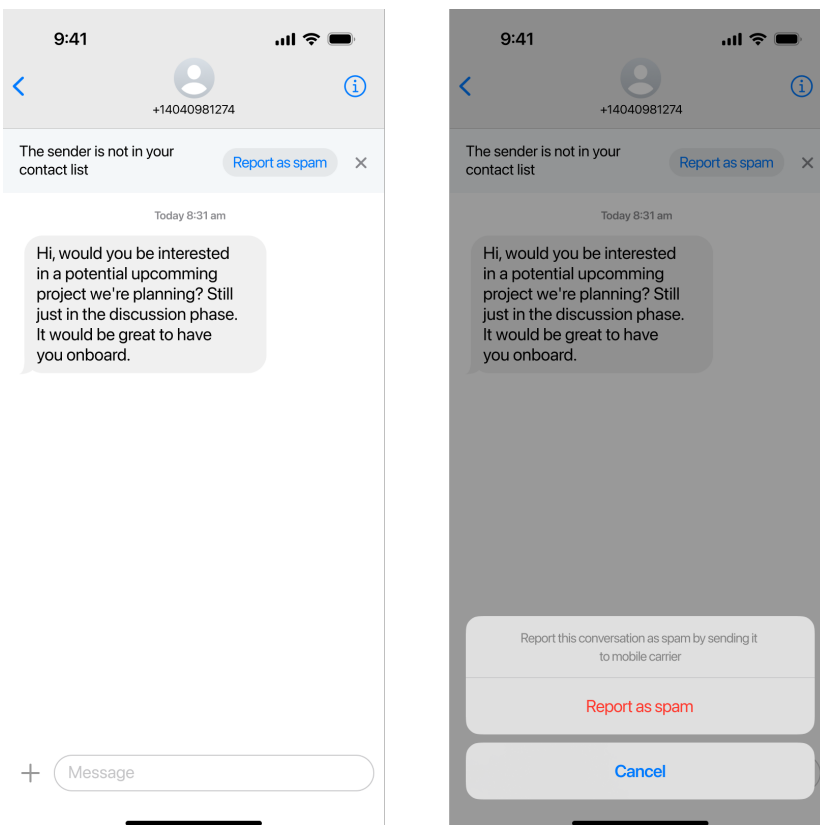 9:41
+14040981274
The sender is not in your
contact list
Report as spam
Today 8:31 am
Hi, would you be interested
in a potential upcomming
project we're planning? Still
just in the discussion phase.
It would be great to have
you onboard.
Message
9:41
+14040981274
The sender is not in your
contact list
Report as spam
Today 8:31 am
Hi, would you be interested
in a potential upcomming
project we're planning? Still
just in the discussion phase.
It would be great to have
you onboard.
Report this conversation as spam by sending it
to mobile carrier
Report as spam
Cancel